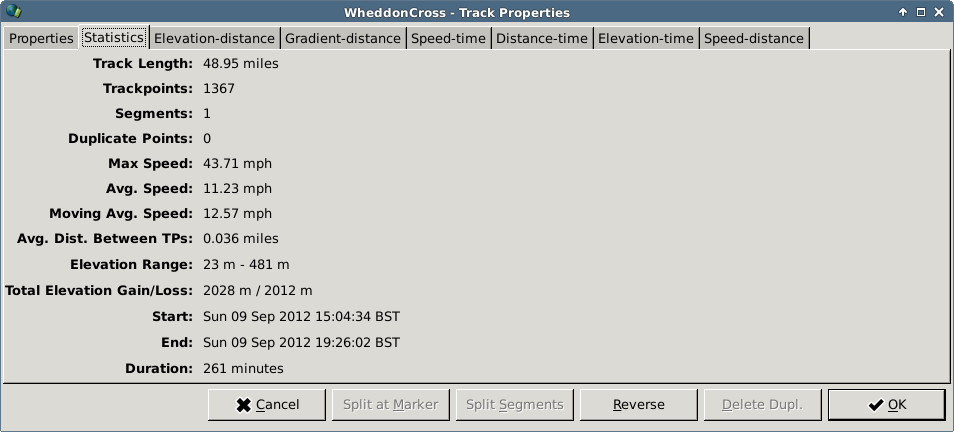 WheddonCross - Track Properties
Properties Statistics Elevation-distance Gradient-distance Speed-time Distance-time Elevation-time Speed-distance
Track Length: 48.95 miles
Trackpoints: 1367
Segments: 1
Duplicate Points: 0
Max Speed: 43.71 mph
Avg. Speed: 11.23 mph
Moving Avg. Speed: 12.57 mph
Avg. Dist. Between TPs: 0.036 miles
Elevation Range: 23 m - 481 m
Total Elevation Gain/Loss: 2028 m / 2012 m
Start: Sun 09 Sep 2012 15:04:34 BST
End: Sun 09 Sep 2012 19:26:02 BST
Duration: 261 minutes
Cancel Split at Marker Split Segments Reverse Delete Dupl. OK